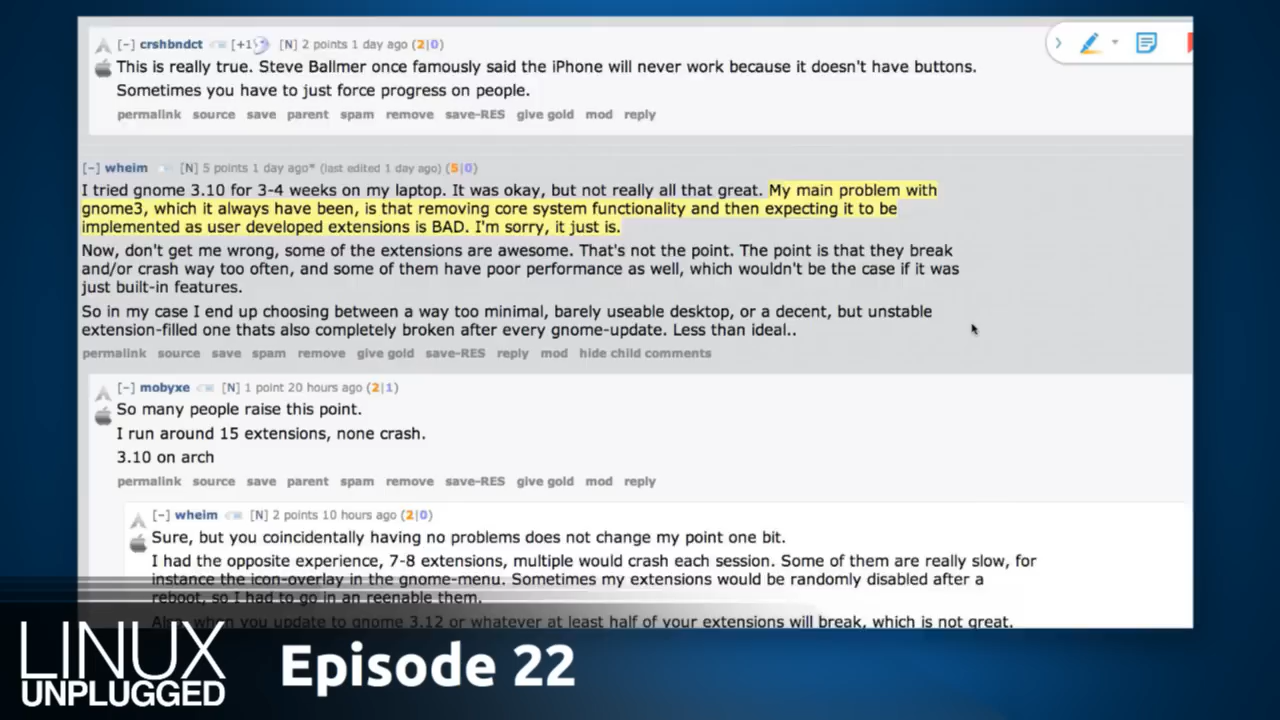 [-] crshbndct [+1] [N] 2 points 1 day ago (2|0)
This is really true. Steve Ballmer once famously said the iPhone will never work because it doesn't have buttons.
Sometimes you have to just force progress on people.
permalink source save parent spam remove save-RES give gold mod reply
[-] wheim [N] 5 points 1 day ago* (last edited 1 day ago) (5|0)
I tried gnome 3.10 for 3-4 weeks on my laptop. It was okay, but not really all that great. My main problem with
gnome3, which it always have been, is that removing core system functionality and then expecting it to be
implemented as user developed extensions is BAD. I'm sorry, it just is.
Now, don't get me wrong, some of the extensions are awesome. That's not the point. The point is that they break
and/or crash way too often, and some of them have poor performance as well, which wouldn't be the case if it was
just built-in features.
So in my case I end up choosing between a way too minimal, barely useable desktop, or a decent, but unstable
extension-filled one thats also completely broken after every gnome-update. Less than ideal..
permalink source save spam remove give gold save-RES reply mod hide child comments
[-] mobyxe [N] 1 point 20 hours ago (2|1)
So many people raise this point.
I run around 15 extensions, none crash.
3.10 on arch
permalink source save parent spam remove save-RES give gold mod reply
[-] wheim [N] 2 points 10 hours ago (2|0)
Sure, but you coincidentally having no problems does not change my point one bit.
I had the opposite experience, 7-8 extensions, multiple would crash each session. Some of them are really slow, for
instance the icon-overlay in the gnome-menu. Sometimes my extensions would be randomly disabled after a
reboot, so I had to go in an reenable them.
Also, when you update to gnome 3.12 or whatever at least half of your extensions will break, which is not great.
LINUX
UNPLUGGED
Episode 22